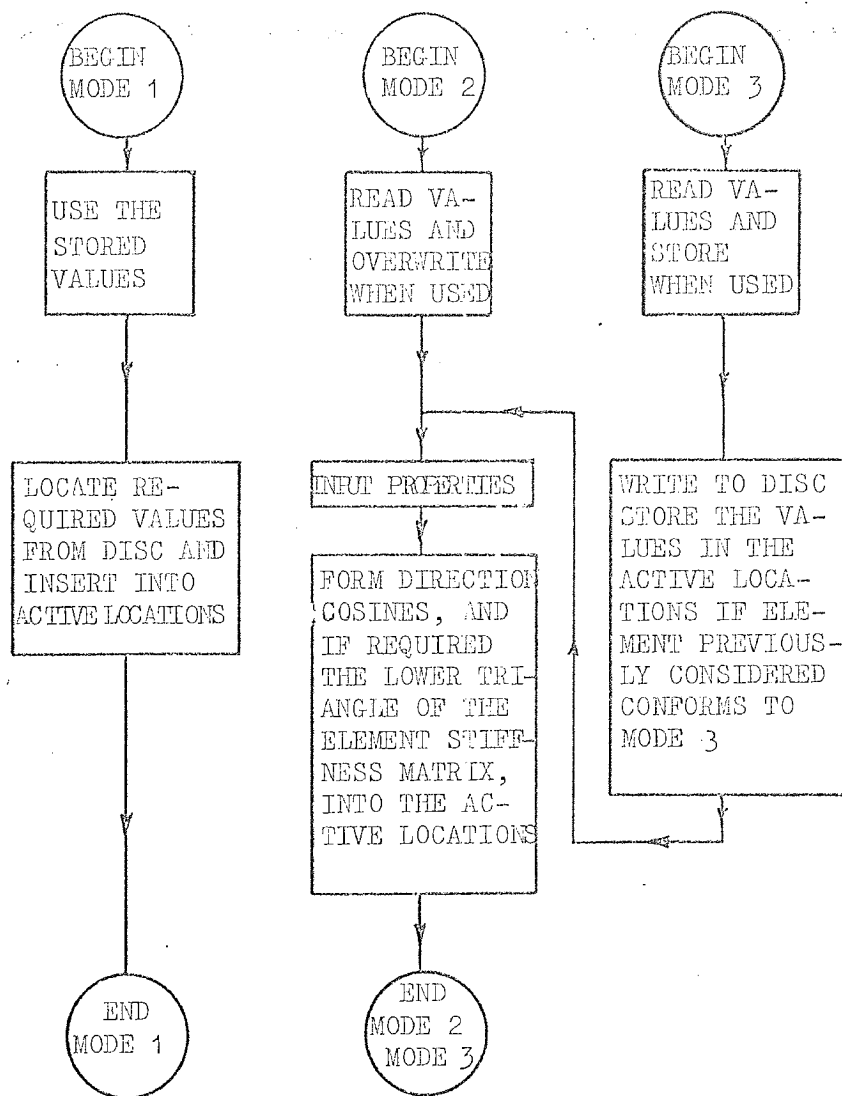 BEGIN
MODE 1
USE THE
STORED
VALUES
LOCATE RE-
QUIRED VALUES
FROM DISC AND
INSERT INTO
ACTIVE LOCATIONS
END
MODE 1
BEGIN
MODE 2
READ VA-
LUES AND
OVERWRITE
WHEN USED
INPUT PROPERTIES
FORM DIRECTION
COSINES, AND
IF REQUIRED
THE LOWER TRI-
ANGLE OF THE
ELEMENT STIFF-
NESS MATRIX,
INTO THE AC-
TIVE LOCATIONS
END
MODE 2
MODE 3
BEGIN
MODE 3
READ VA-
LUES AND
STORE
WHEN USED
WRITE TO DISC
STORE THE VA-
LUES IN THE
ACTIVE LOCA-
TIONS IF ELE-
MENT PREVIOUS-
LY CONSIDERED
CONFORMS TO
MODE 3